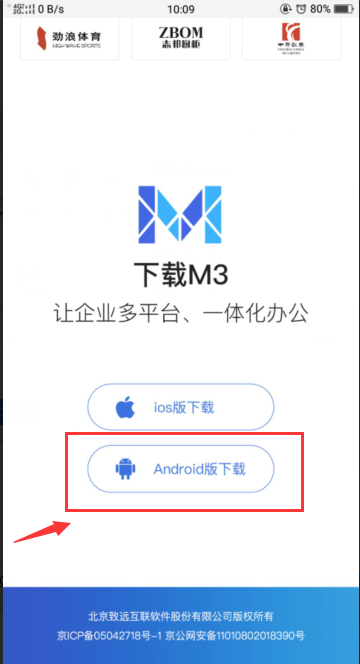 4G 2G 0 B/s 10:09 80%
劲浪体育 ZBOM
HIGH WAVE SPORTS 志邦厨柜
下载M3
让企业多平台、一体化办公
ios版下载
Android版下载
北京致远互联软件股份有限公司版权所有
京ICP备05042718号-1 京公网安备11010802018390号